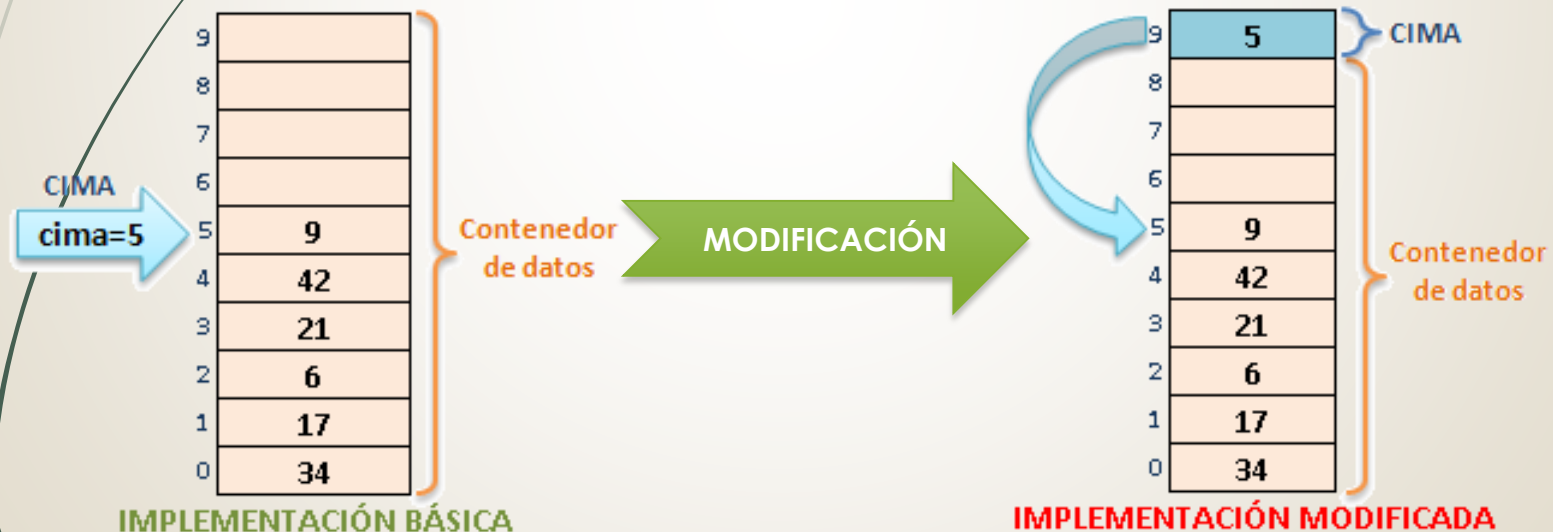 9
8
7
6
CIMA
cima=5
5 9
4 42
3 21
2 6
1 17
0 34
Contenedor
de datos
IMPLEMENTACIÓN BÁSICA
MODIFICACIÓN
9 5
CIMA
8
7
6
5 9
4 42
3 21
2 6
1 17
0 34
Contenedor
de datos
IMPLEMENTACIÓN MODIFICADA